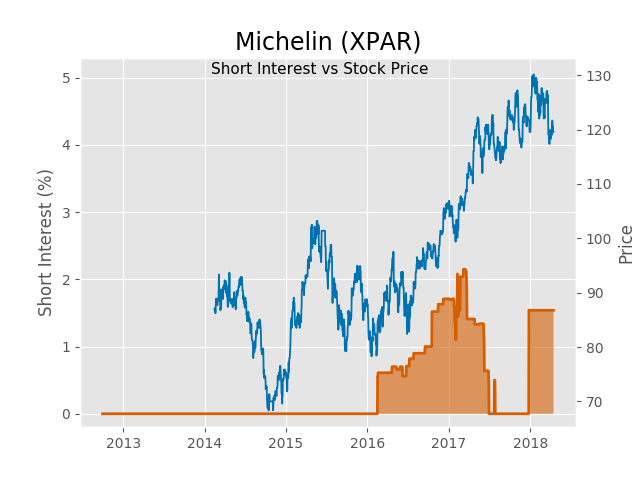 Michelin (XPAR)
Short Interest vs Stock Price
Short Interest (%)
5
4
3
2
1
0
130
120
110
100
90
80
70
Price
2013 2014 2015 2016 2017 2018